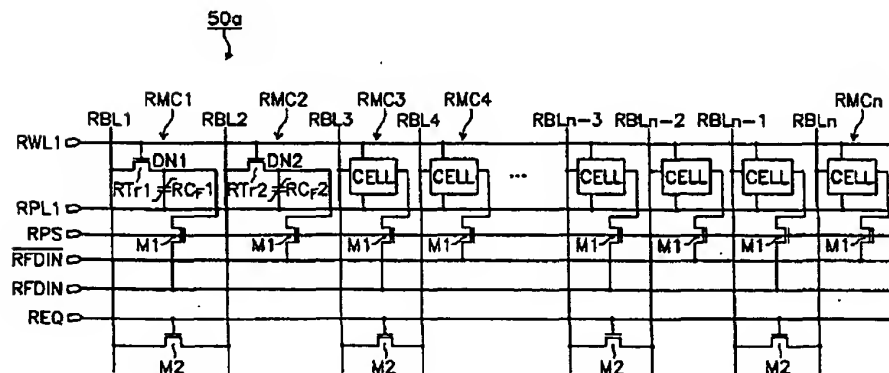 50a
RMC1 RMC2 RMC3 RMC4 RMCn
RBL1 RBL2 RBL3 RBL4 RBLn-3 RBLn-2 RBLn-1 RBLn
RWL1
DN1 DN2
CELL CELL ... CELL CELL CELL CELL
RTr1 RCF1 RTr2 RCF2
RPL1
RPS
M1 M1 M1 M1 M1 M1 M1 M1
RFDIN
RFDIN
REQ
M2 M2 M2 M2